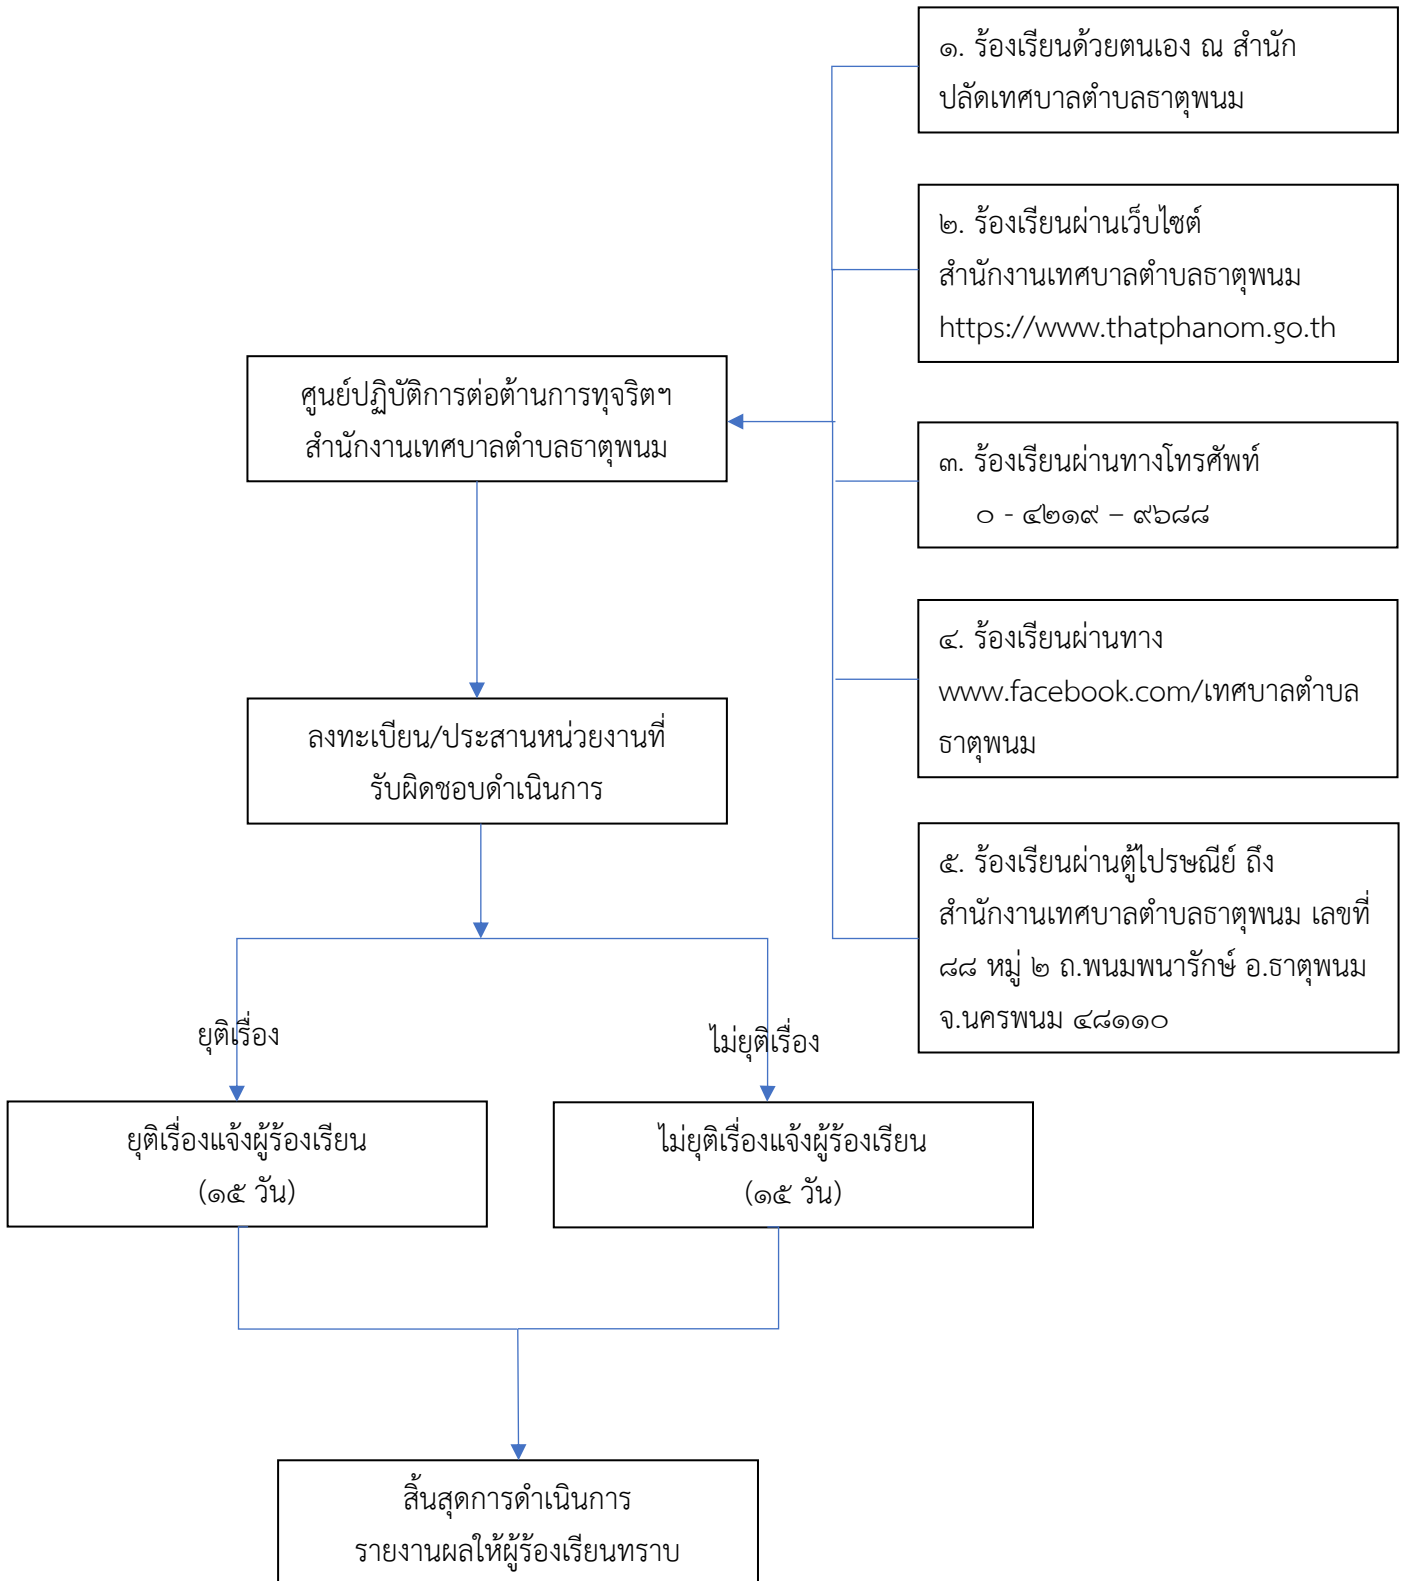 ๑. ร้องเรียนด้วยตนเอง ณ สำนัก
ปลัดเทศบาลตำบลธาตุพนม
๒. ร้องเรียนผ่านเว็บไซต์
สำนักงานเทศบาลตำบลธาตุพนม
https://www.thatphanom.go.th
ศูนย์ปฏิบัติการต่อต้านการทุจริตฯ
สำนักงานเทศบาลตำบลธาตุพนม
๓. ร้องเรียนผ่านทางโทรศัพท์
๐ - ๔๒๑๙ – ๙๖๘๘
๔. ร้องเรียนผ่านทาง
www.facebook.com/เทศบาลตำบล
ธาตุพนม
ลงทะเบียน/ประสานหน่วยงานที่
รับผิดชอบดำเนินการ
๕. ร้องเรียนผ่านตู้ไปรษณีย์ ถึง
สำนักงานเทศบาลตำบลธาตุพนม เลขที่
๘๘ หมู่ ๒ ถ.พนมพนารักษ์ อ.ธาตุพนม
จ.นครพนม ๔๘๑๑๐
ยุติเรื่อง
ไม่ยุติเรื่อง
ยุติเรื่องแจ้งผู้ร้องเรียน
(๑๕ วัน)
ไม่ยุติเรื่องแจ้งผู้ร้องเรียน
(๑๕ วัน)
สิ้นสุดการดำเนินการ
รายงานผลให้ผู้ร้องเรียนทราบ